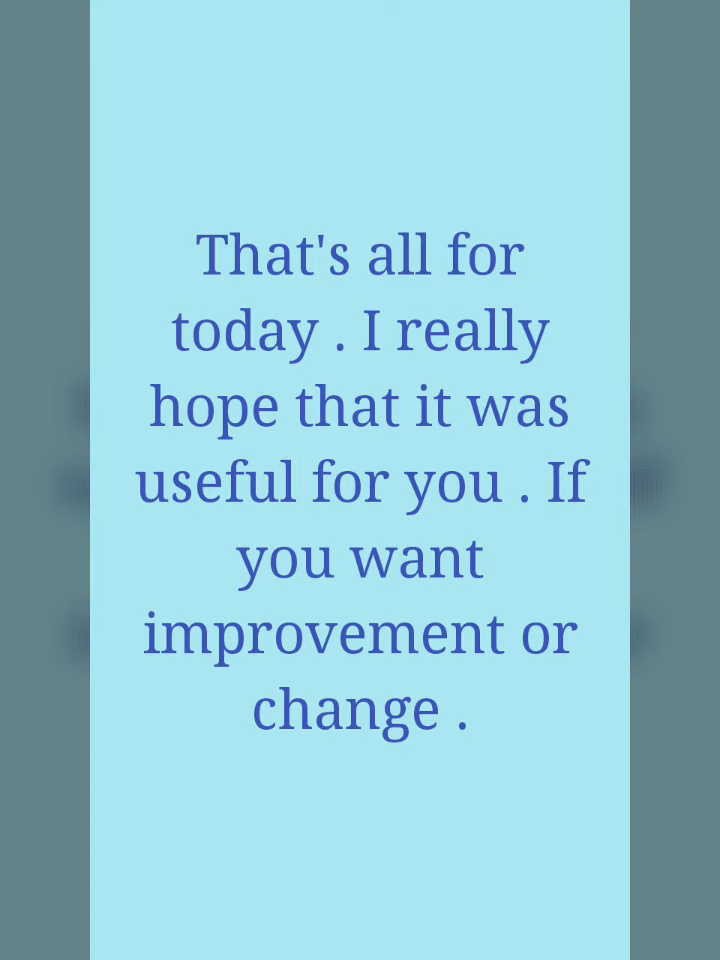 That's all for
today . I really
hope that it was
useful for you . If
you want
improvement or
change .